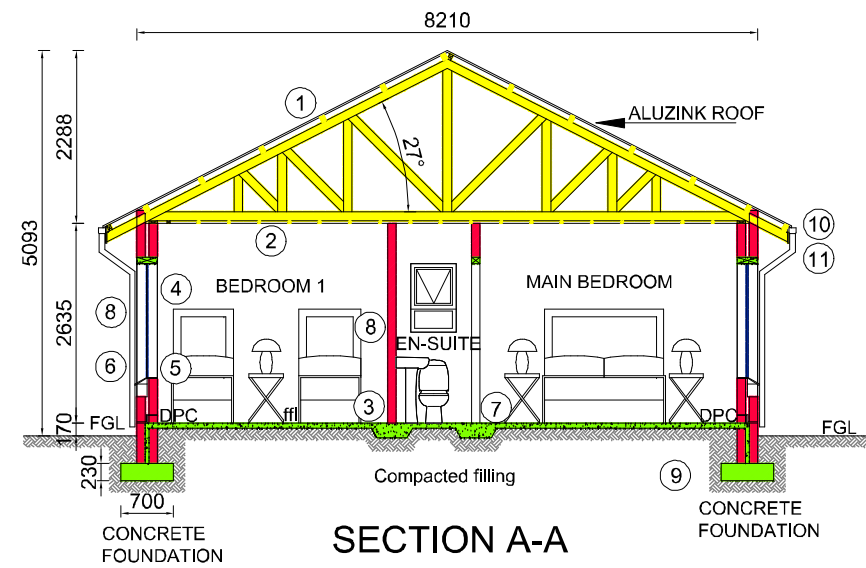 8210
1
ALUZINK ROOF
27°
2288
5093
2
10
11
4
BEDROOM 1
MAIN BEDROOM
2635
8
8
EN-SUITE
6
5
3
7
FGL
DPC
ffl
DPC
FGL
170
230
Compacted filling
9
700
CONCRETE
FOUNDATION
SECTION A-A
CONCRETE
FOUNDATION